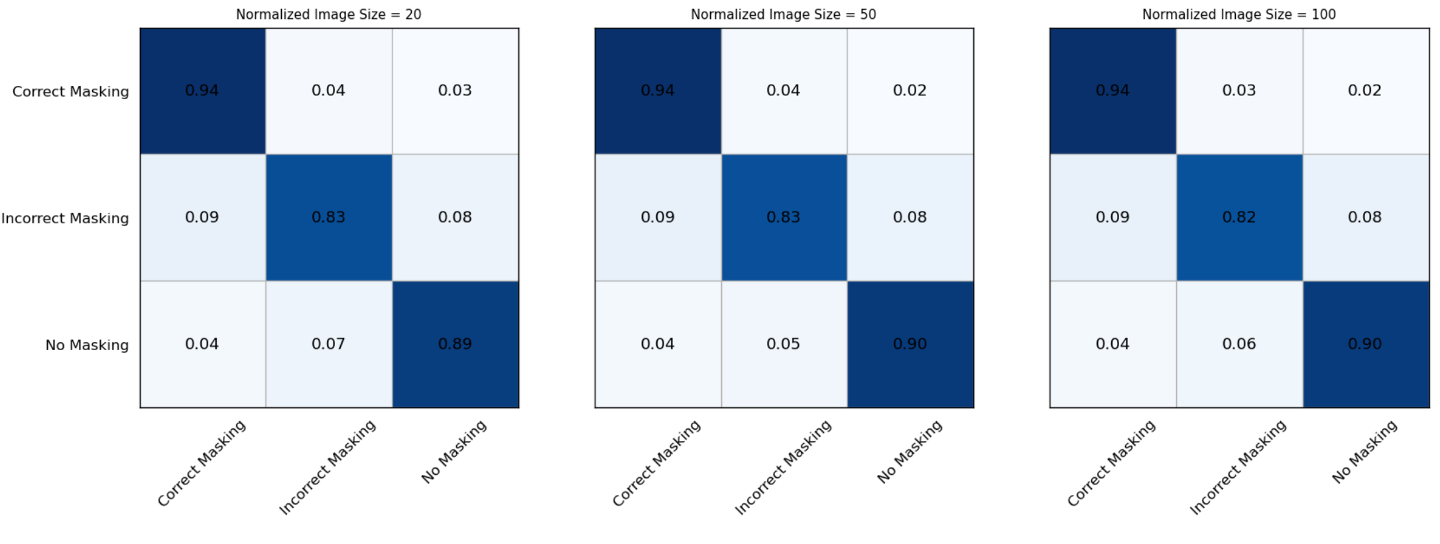 Normalized Image Size = 20
Normalized Image Size = 50
Normalized Image Size = 100
Correct Masking
0.94 0.04 0.03
0.94 0.04 0.02
0.94 0.03 0.02
Incorrect Masking
0.09 0.83 0.08
0.09 0.83 0.08
0.09 0.82 0.08
No Masking
0.04 0.07 0.89
0.04 0.05 0.90
0.04 0.06 0.90
Correct Masking
Incorrect Masking
No Masking
Correct Masking
Incorrect Masking
No Masking
Correct Masking
Incorrect Masking
No Masking